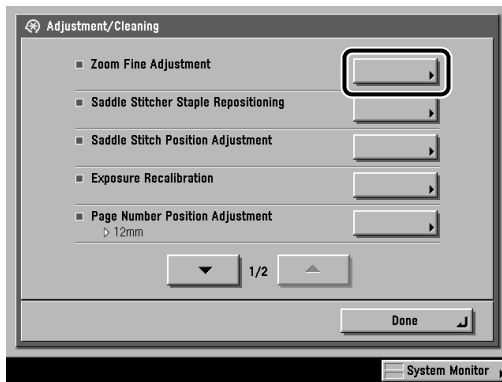 Adjustment/Cleaning
Zoom Fine Adjustment
Saddle Stitcher Staple Repositioning
Saddle Stitch Position Adjustment
Exposure Recalibration
Page Number Position Adjustment
▷ 12mm
1/2
Done
System Monitor